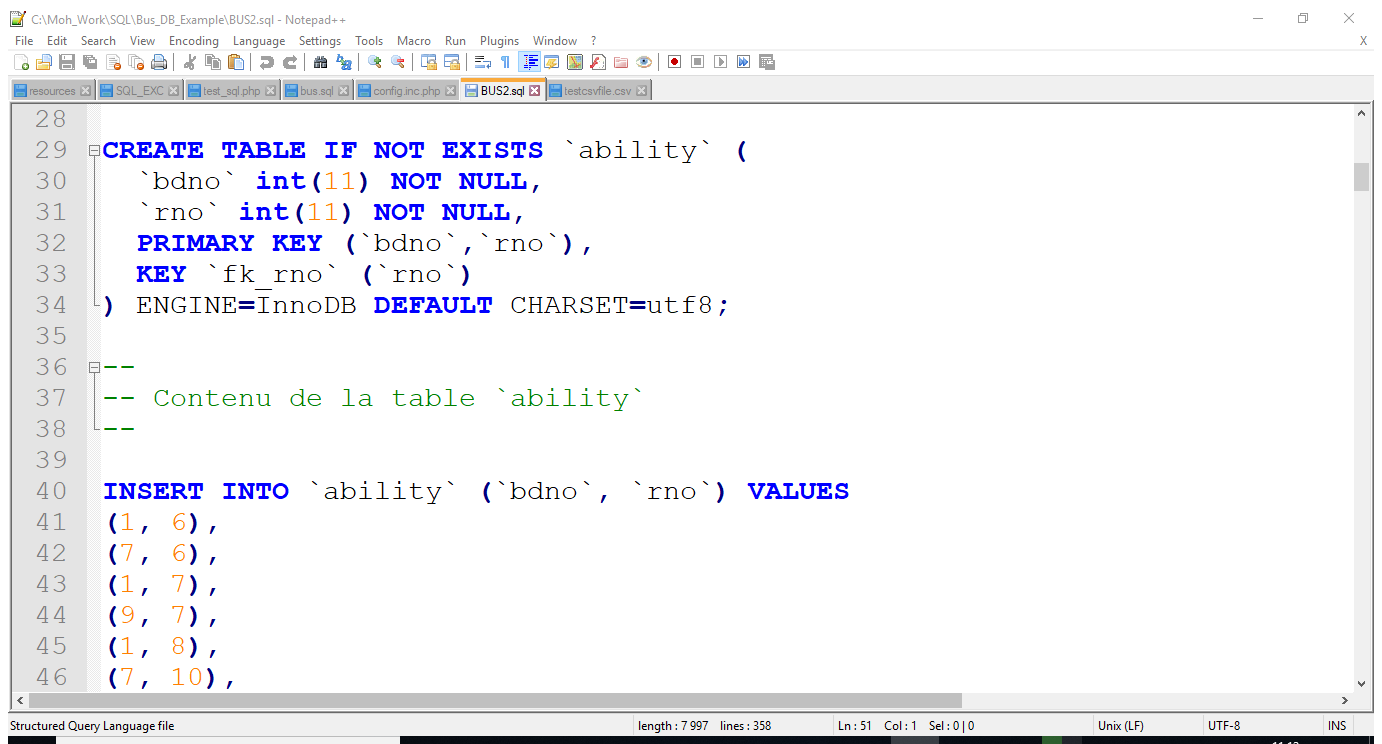 C:\Moh_Work\SQL\Bus_DB_Example\BUS2.sql - Notepad++
File Edit Search View Encoding Language Settings Tools Macro Run Plugins Window ? X
resources SQL_EXC test_sql.php bus.sql config.inc.php BUS2.sql testcsvfile.csv
28
29 CREATE TABLE IF NOT EXISTS `ability` (
30 `bdno` int(11) NOT NULL,
31 `rno` int(11) NOT NULL,
32 PRIMARY KEY (`bdno`,`rno`),
33 KEY `fk_rno` (`rno`)
34 ) ENGINE=InnoDB DEFAULT CHARSET=utf8;
35
36 --
37 -- Contenu de la table `ability`
38 --
39
40 INSERT INTO `ability` (`bdno`, `rno`) VALUES
41 (1, 6),
42 (7, 6),
43 (1, 7),
44 (9, 7),
45 (1, 8),
46 (7, 10),
Structured Query Language file length : 7 997 lines : 358 Ln : 51 Col : 1 Sel : 0 | 0 Unix (LF) UTF-8 INS